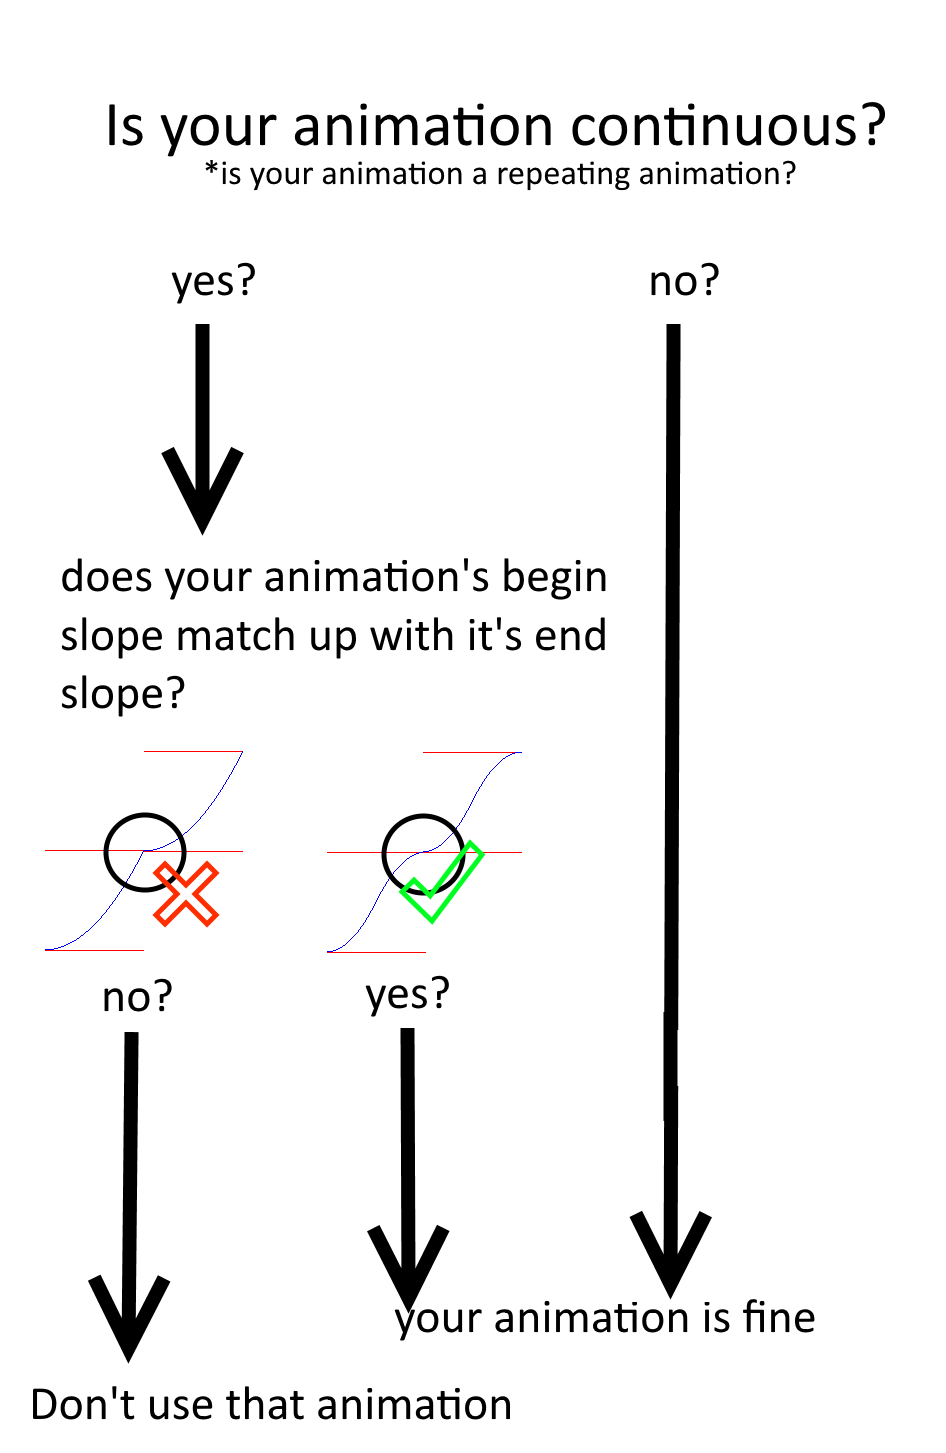 Is your animation continuous?
*is your animation a repeating animation?
yes?
no?
does your animation's begin
slope match up with it's end
slope?
no?
yes?
your animation is fine
Don't use that animation